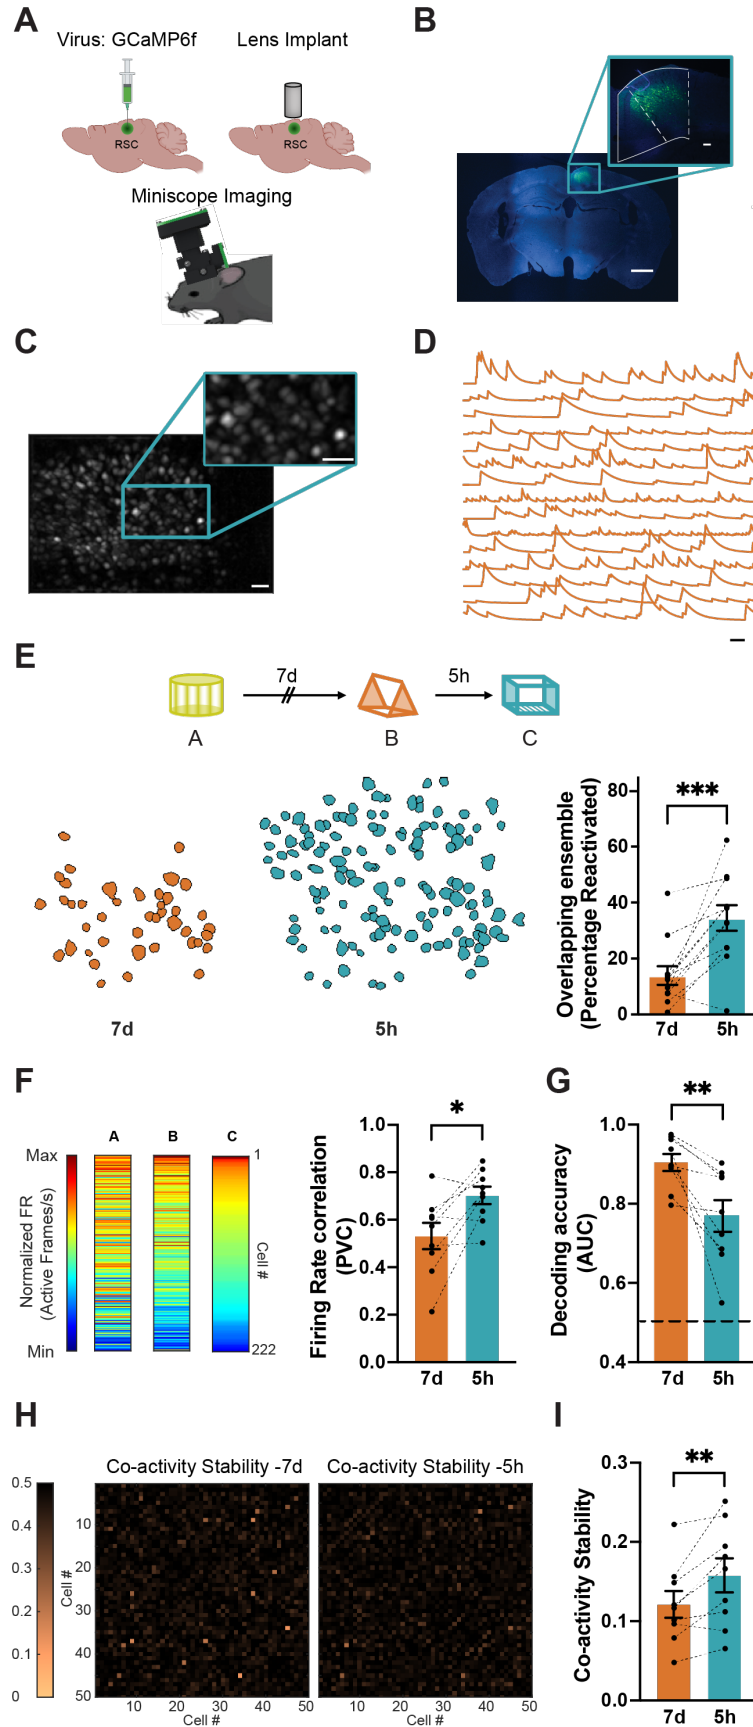 A
Virus: GCaMP6f
Lens Implant
RSC
RSC
Miniscope Imaging
B
C
D
E
7d
5h
A
B
C
7d
5h
Overlapping ensemble
(Percentage Reactivated)
80
60
40
20
0
***
7d
5h
F
A
B
C
Max
Min
Normalized FR
(Active Frames/s)
1
Cell #
222
Firing Rate correlation
(PVC)
1.0
0.8
0.6
0.4
0.2
0.0
*
7d
5h
G
Decoding accuracy
(AUC)
1.0
0.8
0.6
0.4
**
7d
5h
H
Co-activity Stability -7d
Co-activity Stability -5h
0.5
0.4
0.3
0.2
0.1
0
Cell #
10
20
30
40
50
10
20
30
40
50
Cell #
10
20
30
40
50
Cell #
I
Co-activity Stability
0.3
0.2
0.1
0.0
**
7d
5h